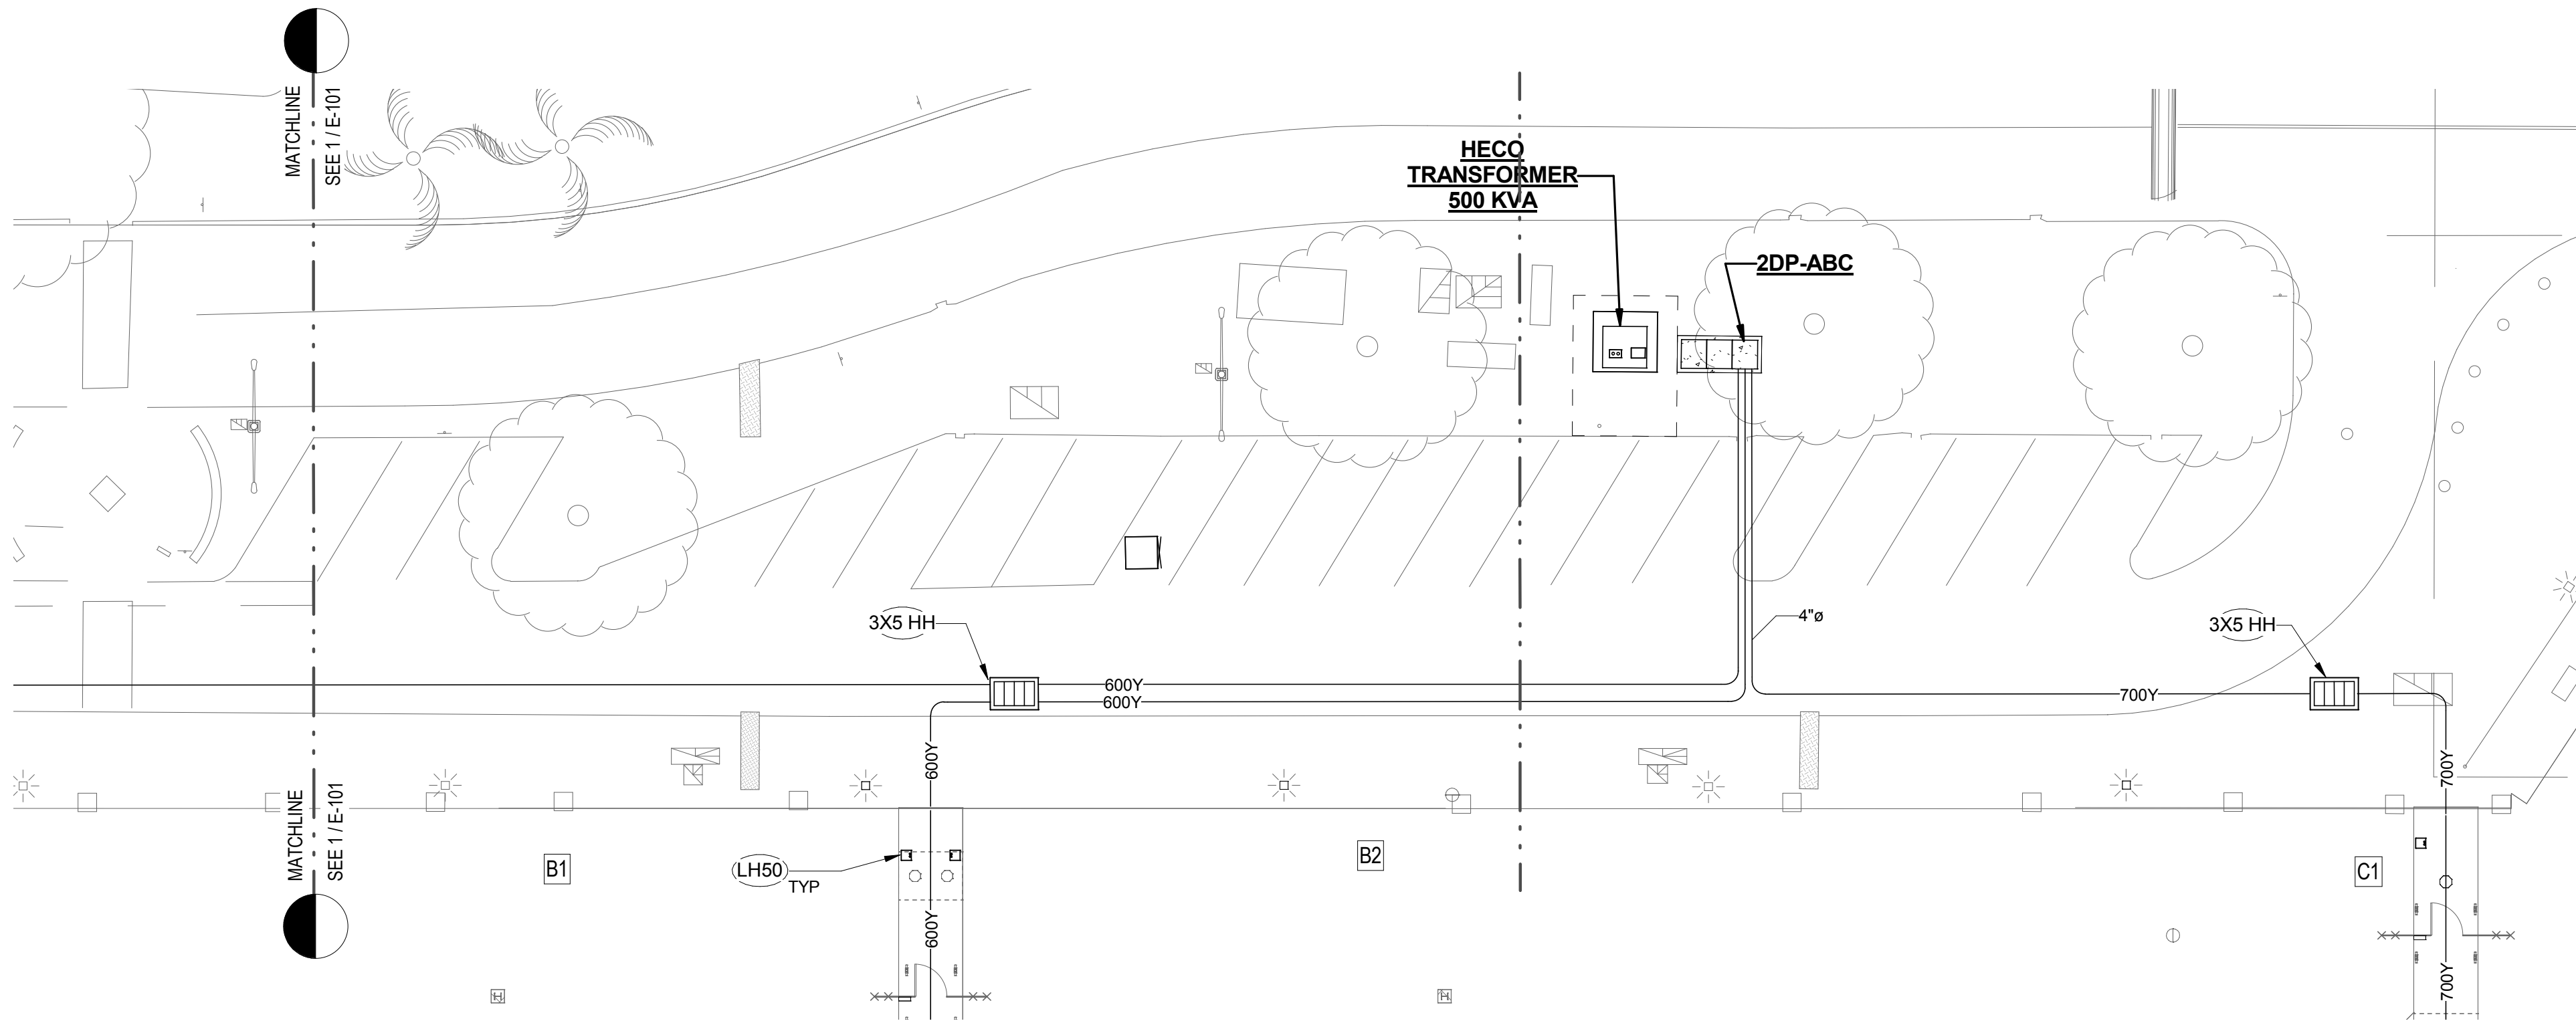 MATCHLINE
SEE 1 / E-101
HECO
TRANSFORMER
500 KVA
2DP-ABC
4"ø
3X5 HH
3X5 HH
600Y
600Y
700Y
600Y
700Y
MATCHLINE
SEE 1 / E-101
B1
LH50
TYP
B2
C1
600Y
700Y
H
H